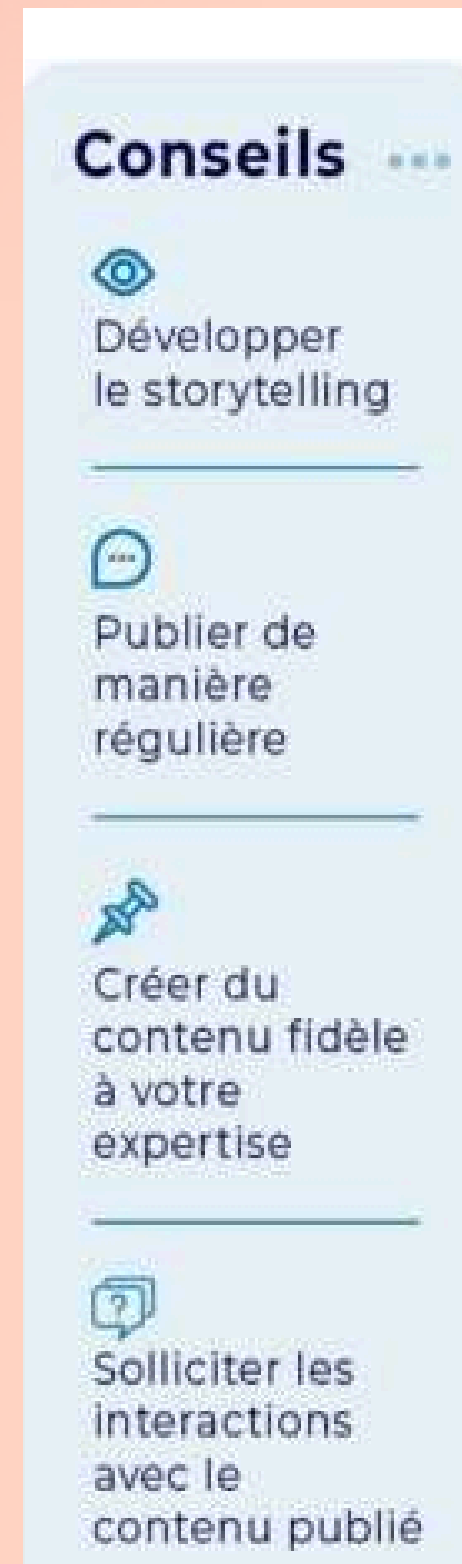 Conseils
Développer
le storytelling
Publier de
manière
régulière
Créer du
contenu fidèle
à votre
expertise
?
Solliciter les
interactions
avec le
contenu publié